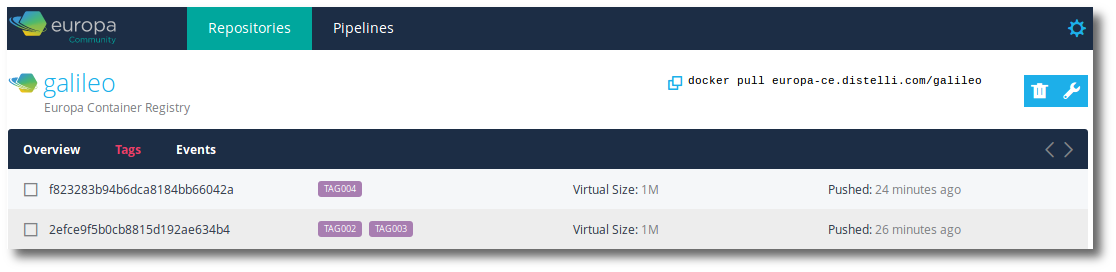 europa
Community
Repositories
Pipelines
galileo
docker pull europa-ce.distelli.com/galileo
Europa Container Registry
Overview
Tags
Events
f823283b94b6dca8184bb66042a TAG004 Virtual Size: 1M Pushed: 24 minutes ago
2efce9f5b0cb8815d192ae634b4 TAG002 TAG003 Virtual Size: 1M Pushed: 26 minutes ago